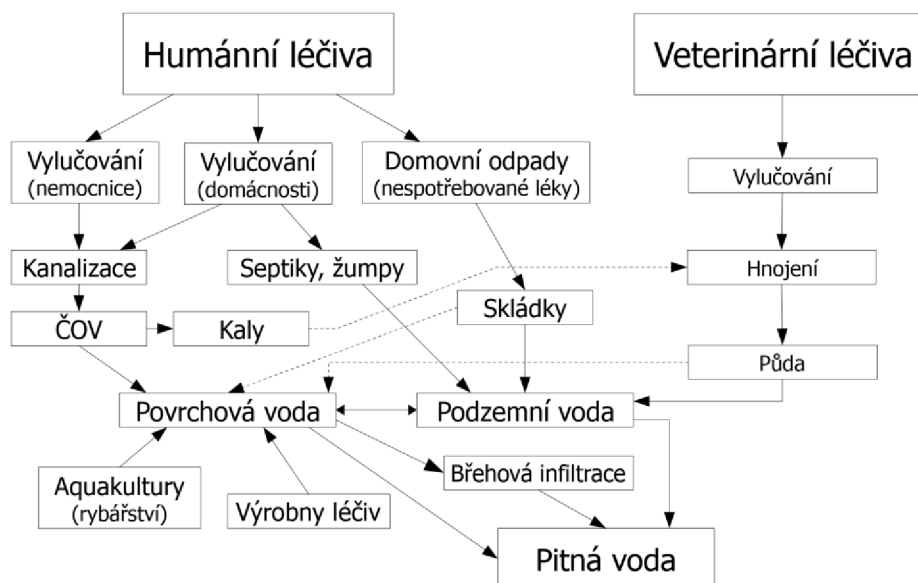 Humánní léčiva
Veterinární léčiva
Vylučování
(nemocnice)
Vylučování
(domácnosti)
Domovní odpady
(nespotřebované léky)
Vylučování
Kanalizace
Septiky, žumpy
Hnojení
ČOV
Kaly
Skládky
Půda
Povrchová voda
Podzemní voda
Aquakultury
(rybářství)
Výrobny léčiv
Břehová infiltrace
Pitná voda